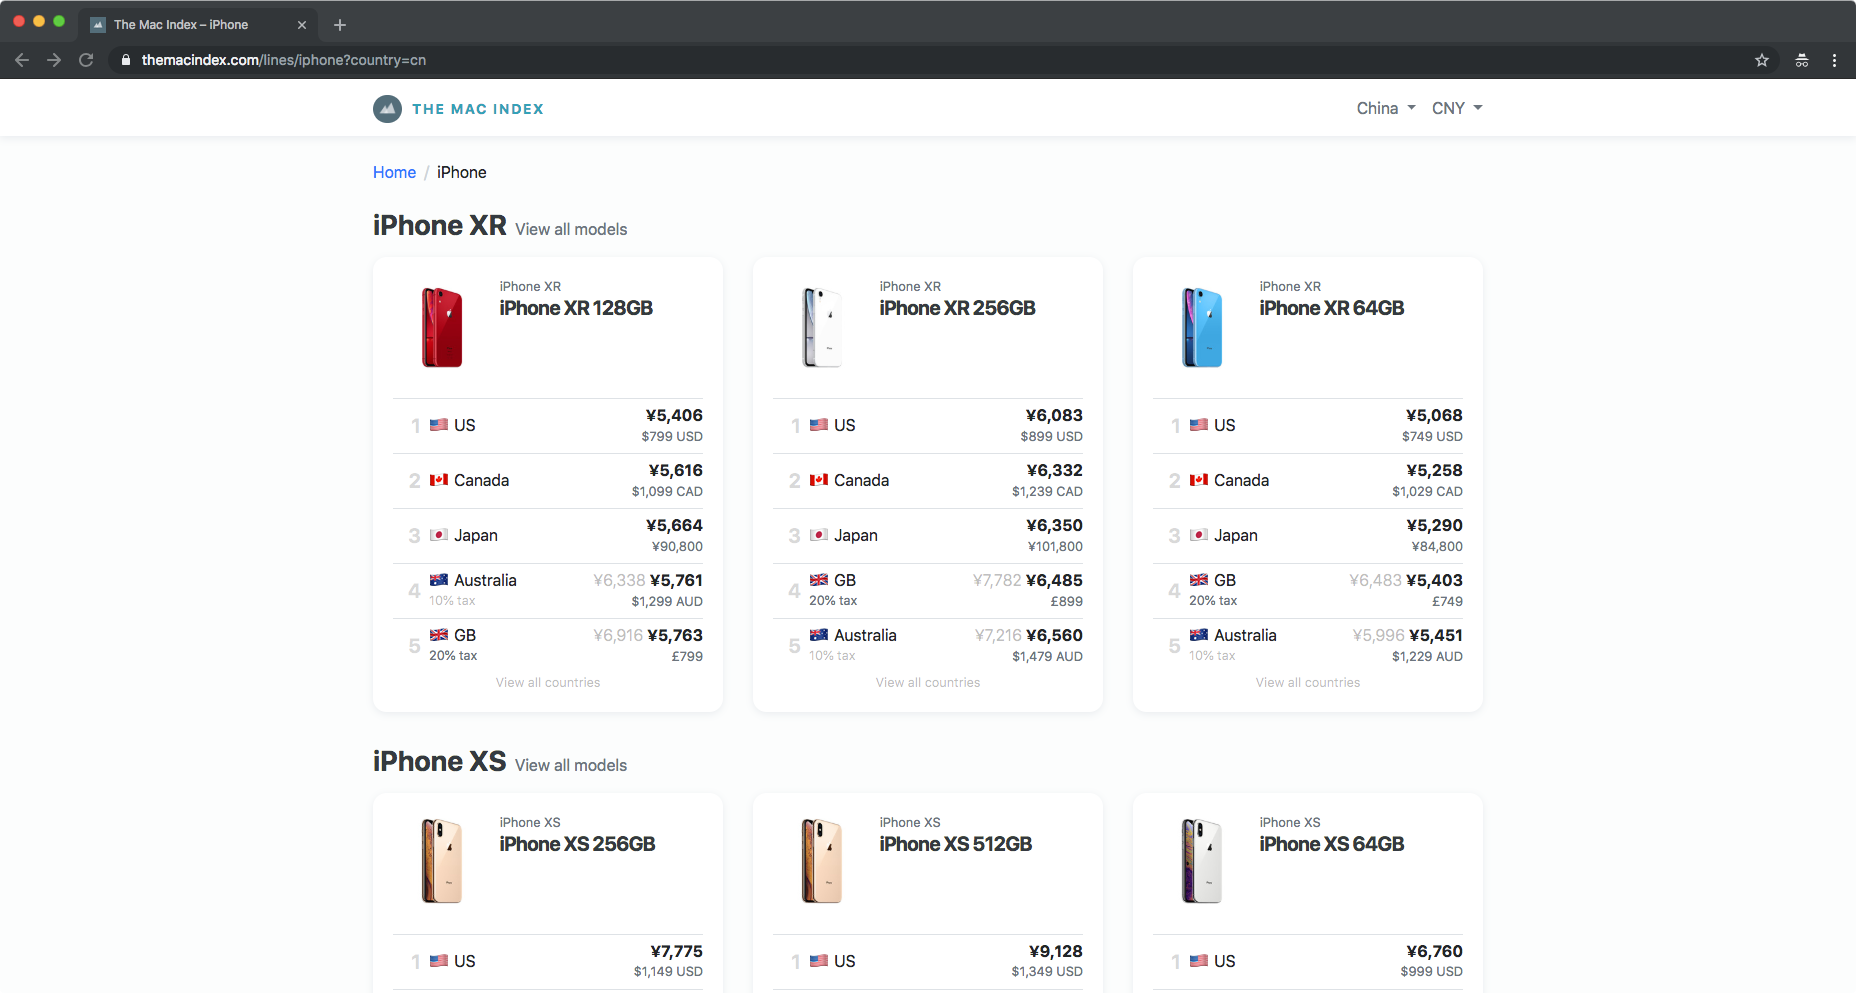 The Mac Index – iPhone
themacindex.com/lines/iphone?country=cn
THE MAC INDEX
China
CNY
Home / iPhone
iPhone XR View all models
iPhone XR
iPhone XR 128GB
1 US ¥5,406
$799 USD
2 Canada ¥5,616
$1,099 CAD
3 Japan ¥5,664
¥90,800
4 Australia ¥6,338 ¥5,761
10% tax $1,299 AUD
5 GB ¥6,916 ¥5,763
20% tax £799
View all countries
iPhone XR
iPhone XR 256GB
1 US ¥6,083
$899 USD
2 Canada ¥6,332
$1,239 CAD
3 Japan ¥6,350
¥101,800
4 GB ¥7,782 ¥6,485
20% tax £899
5 Australia ¥7,216 ¥6,560
10% tax $1,479 AUD
View all countries
iPhone XR
iPhone XR 64GB
1 US ¥5,068
$749 USD
2 Canada ¥5,258
$1,029 CAD
3 Japan ¥5,290
¥84,800
4 GB ¥6,483 ¥5,403
20% tax £749
5 Australia ¥5,996 ¥5,451
10% tax $1,229 AUD
View all countries
iPhone XS View all models
iPhone XS
iPhone XS 256GB
1 US ¥7,775
$1,149 USD
iPhone XS
iPhone XS 512GB
1 US ¥9,128
$1,349 USD
iPhone XS
iPhone XS 64GB
1 US ¥6,760
$999 USD